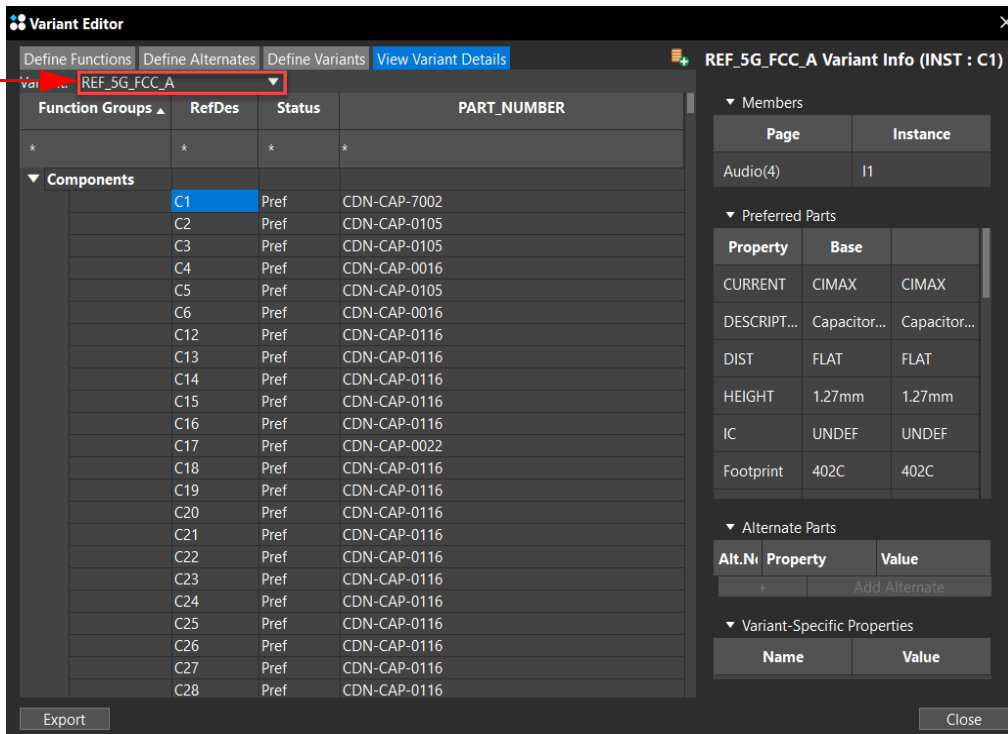 Variant Editor
Define Functions Define Alternates Define Variants View Variant Details
REF_5G_FCC_A
Function Groups RefDes Status PART_NUMBER
* * * *
Components
C1 Pref CDN-CAP-7002
C2 Pref CDN-CAP-0105
C3 Pref CDN-CAP-0105
C4 Pref CDN-CAP-0016
C5 Pref CDN-CAP-0105
C6 Pref CDN-CAP-0016
C12 Pref CDN-CAP-0116
C13 Pref CDN-CAP-0116
C14 Pref CDN-CAP-0116
C15 Pref CDN-CAP-0116
C16 Pref CDN-CAP-0116
C17 Pref CDN-CAP-0022
C18 Pref CDN-CAP-0116
C19 Pref CDN-CAP-0116
C20 Pref CDN-CAP-0116
C21 Pref CDN-CAP-0116
C22 Pref CDN-CAP-0116
C23 Pref CDN-CAP-0116
C24 Pref CDN-CAP-0116
C25 Pref CDN-CAP-0116
C26 Pref CDN-CAP-0116
C27 Pref CDN-CAP-0116
C28 Pref CDN-CAP-0116
Export
REF_5G_FCC_A Variant Info (INST : C1)
Members
Page Instance
Audio(4) I1
Preferred Parts
Property Base
CURRENT CIMAX CIMAX
DESCRIPT... Capacitor... Capacitor...
DIST FLAT FLAT
HEIGHT 1.27mm 1.27mm
IC UNDEF UNDEF
Footprint 402C 402C
Alternate Parts
Property Value
+ Add Alternate
Variant-Specific Properties
Name Value
Close